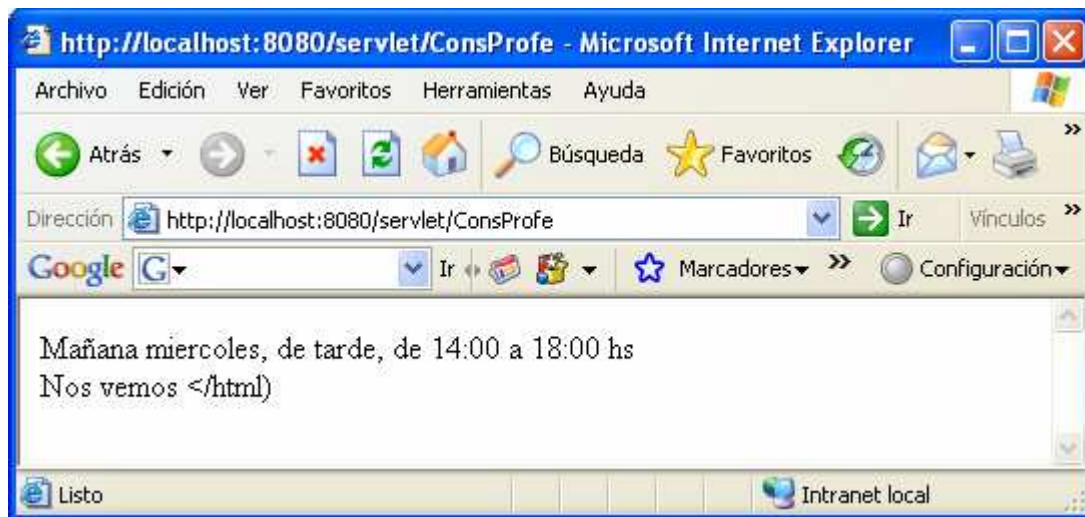 http://localhost:8080/servlet/ConsProfe - Microsoft Internet Explorer
Archivo Edición Ver Favoritos Herramientas Ayuda
Atrás Búsqueda Favoritos »
Dirección http://localhost:8080/servlet/ConsProfe Ir Vínculos »
Google G Ir Marcadores » Configuración
Mañana miercoles, de tarde, de 14:00 a 18:00 hs
Nos vemos </html)
Listo Intranet local